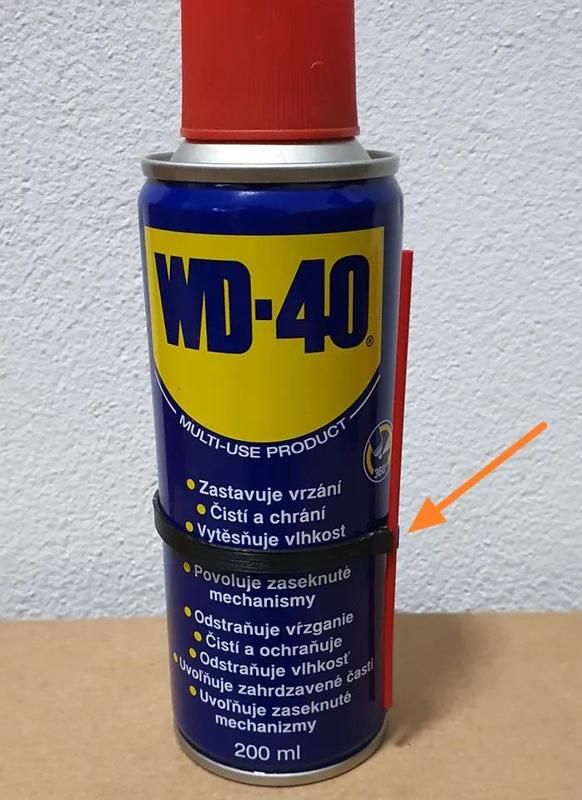 WD-40®
MULTI-USE PRODUCT
360°
Zastavuje vrzání
Čistí a chrání
Vytěsňuje vlhkost
Povoluje zaseknuté
mechanismy
Odstraňuje vŕzganie
Čistí a ochraňuje
Odstraňuje vlhkosť
Uvoľňuje zahrdzavené časti
Uvoľňuje zaseknuté
mechanizmy
200 ml